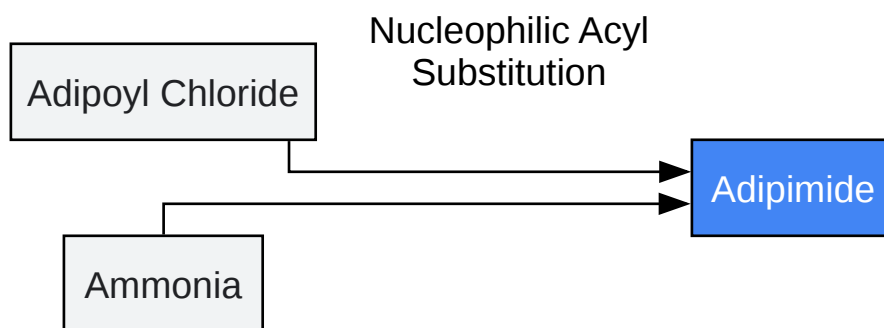 Nucleophilic Acyl
Substitution
Adipoyl Chloride
Adipimide
Ammonia